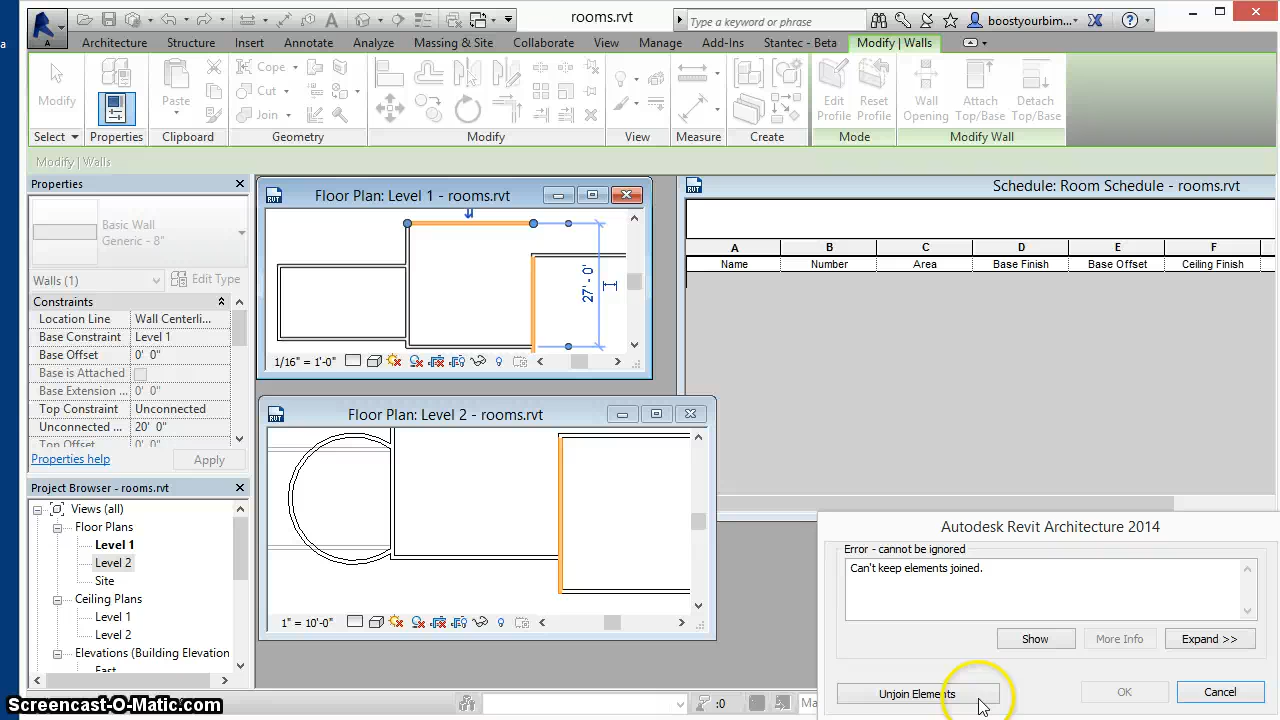 rooms.rvt
Type a keyword or phrase
boostyourbim...
a
Architecture Structure Insert Annotate Analyze Massing & Site Collaborate View Manage Add-Ins Stantec - Beta Modify | Walls
Modify
Paste
Cope
Cut
Join
Edit Profile
Reset Profile
Wall Opening
Attach Top/Base
Detach Top/Base
Select Properties Clipboard Geometry Modify View Measure Create Mode Modify Wall
Modify | Walls
Properties
Basic Wall
Generic - 8"
Walls (1) Edit Type
Constraints
Location Line Wall Centerli...
Base Constraint Level 1
Base Offset 0' 0"
Base is Attached
Base Extension ... 0' 0"
Top Constraint Unconnected
Unconnected ... 20' 0"
Top Offset 0' 0"
Properties help Apply
Project Browser - rooms.rvt
Views (all)
Floor Plans
Level 1
Level 2
Site
Ceiling Plans
Level 1
Level 2
Elevations (Building Elevation
East
Floor Plan: Level 1 - rooms.rvt
27' - 0"
1/16" = 1'-0"
Floor Plan: Level 2 - rooms.rvt
1" = 10'-0"
Schedule: Room Schedule - rooms.rvt
A B C D E F
Name Number Area Base Finish Base Offset Ceiling Finish
Autodesk Revit Architecture 2014
Error - cannot be ignored
Can't keep elements joined.
Show More Info Expand >>
Unjoin Elements OK Cancel
:0
Ma
Screencast-O-Matic.com